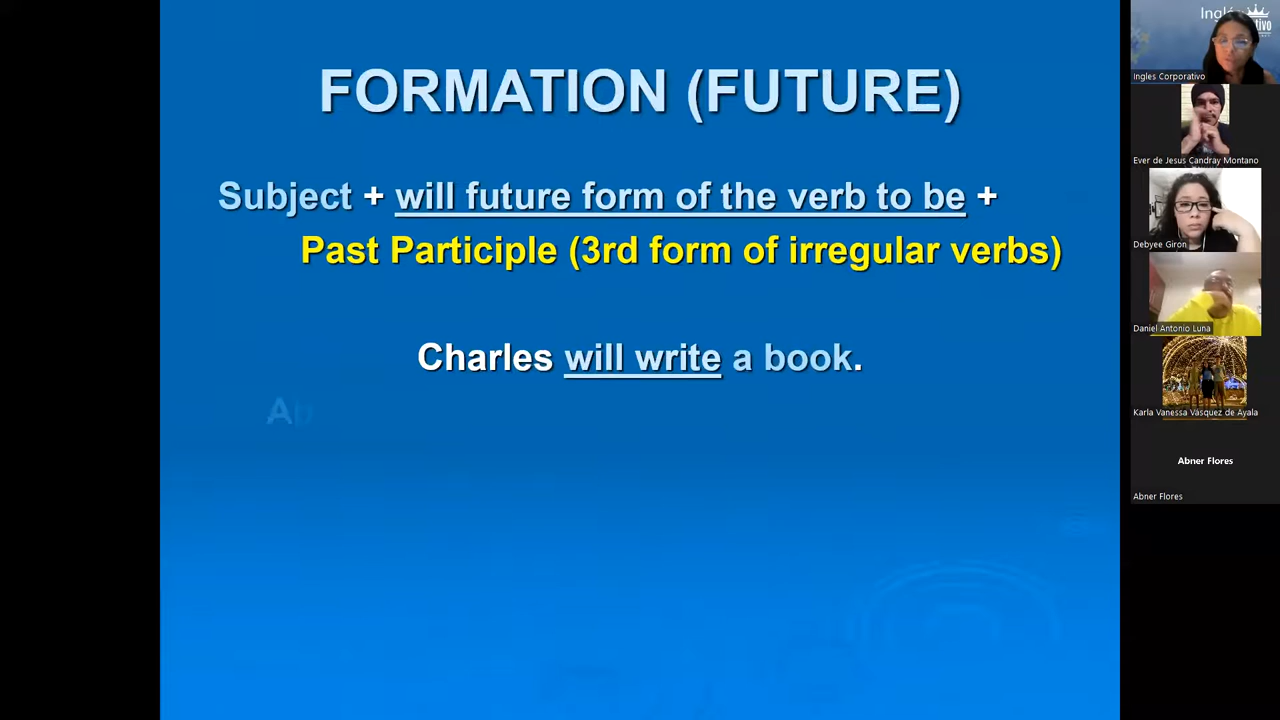 FORMATION (FUTURE)
Subject + will future form of the verb to be +
Past Participle (3rd form of irregular verbs)
Charles will write a book.
Ab
Ingles Corporativo
Ever de Jesus Candray Montano
Debyee Giron
Daniel Antonio Luna
Karla Vanessa Vásquez de Ayala
Abner Flores
Abner Flores